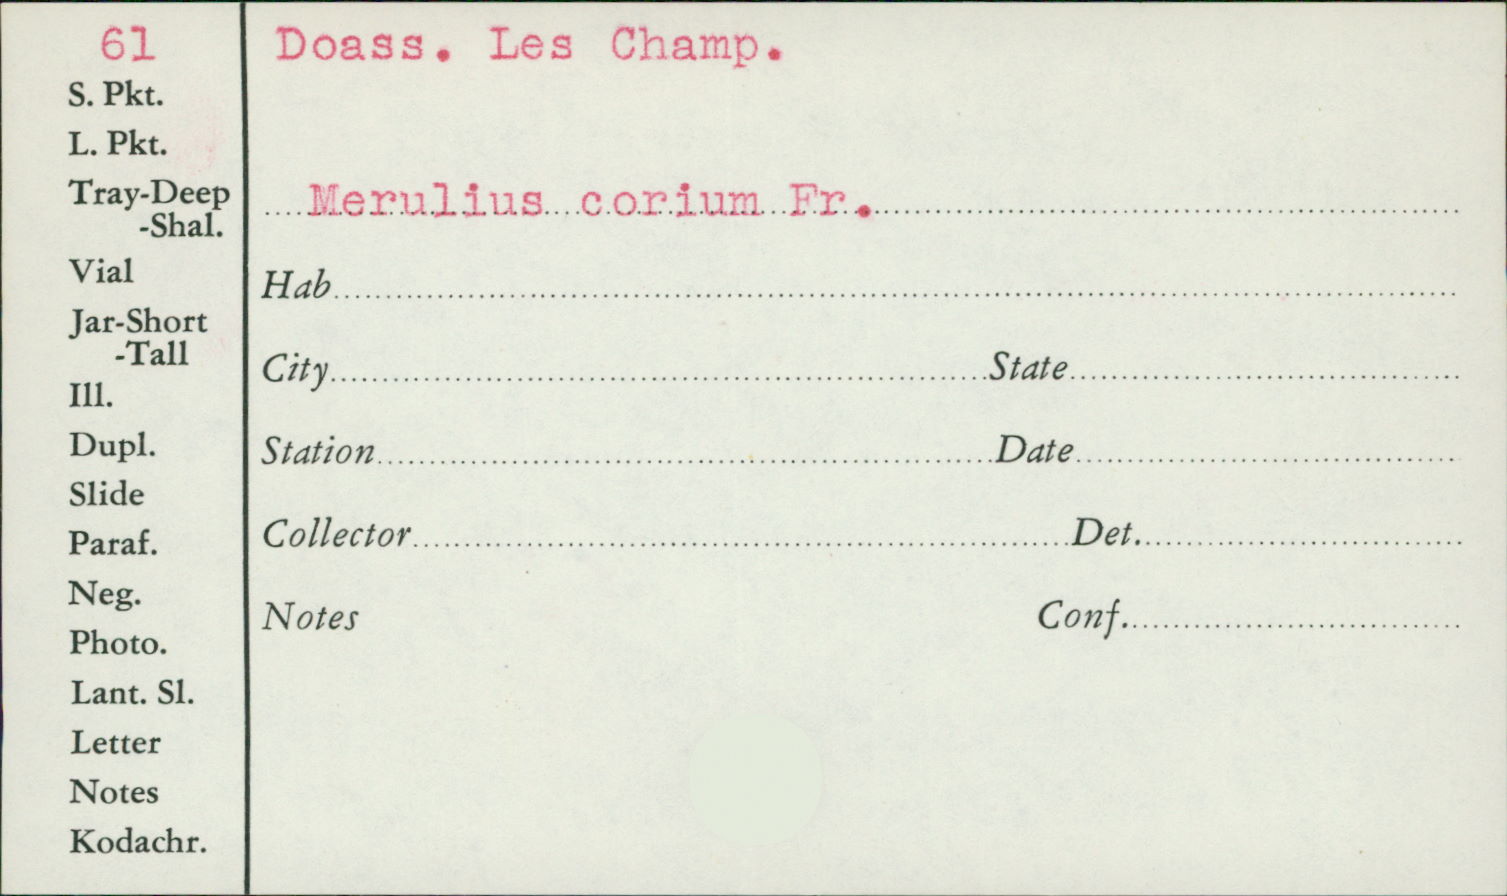 61
S. Pkt.
L. Pkt.
Tray-Deep
-Shal.
Vial
Jar-Short
-Tall
Ill.
Dupl.
Slide
Paraf.
Neg.
Photo.
Lant. Sl.
Letter
Notes
Kodachr.
Doass. Les Champ.
Merulius corium Fr.
Hab
City State
Station Date
Collector Det.
Notes Conf.